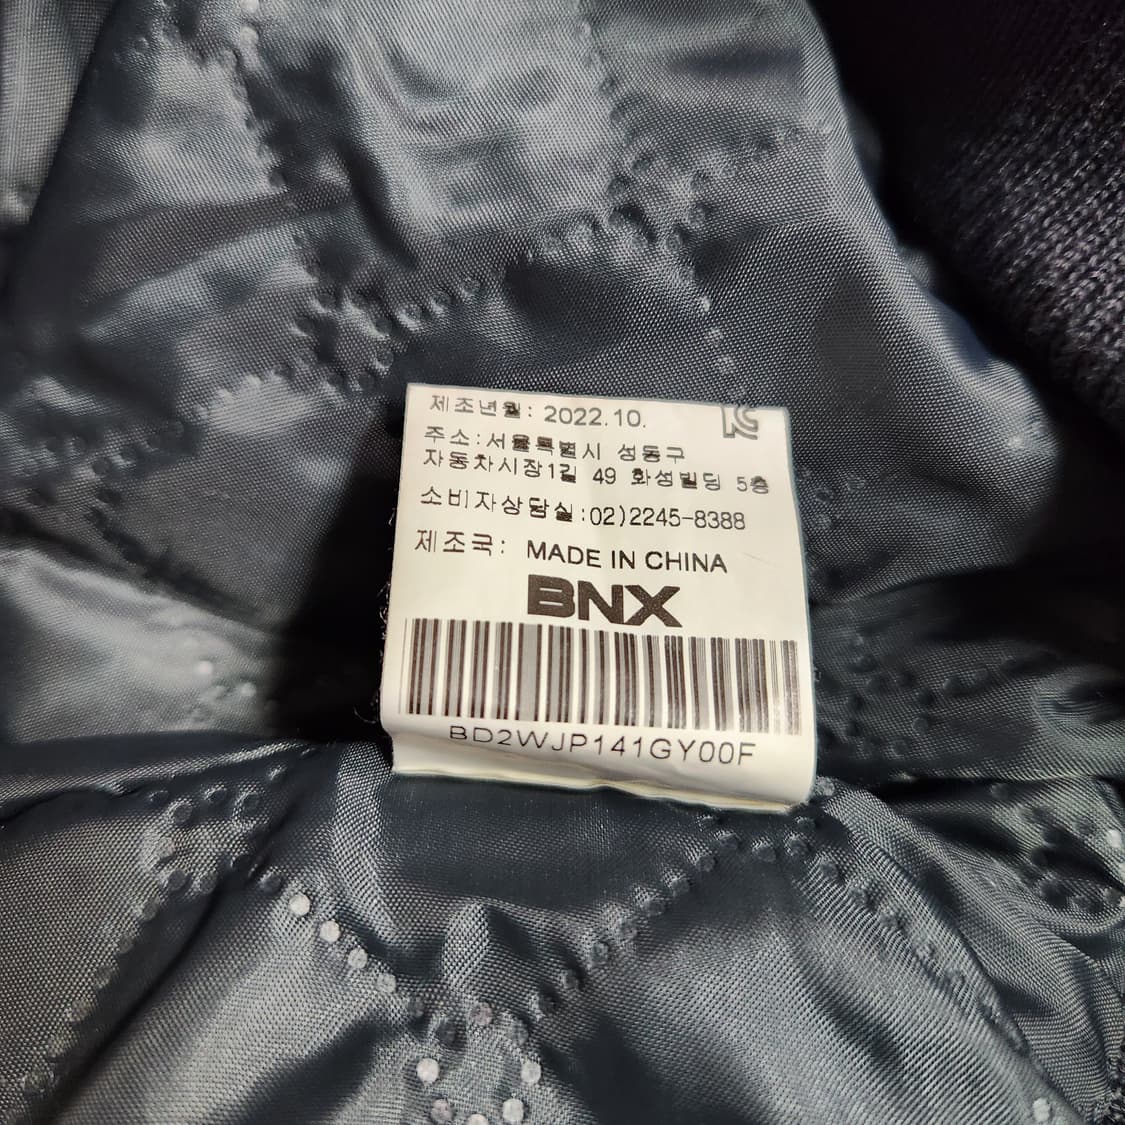 제조년월: 2022.10.
주소:서울특별시 성동구
자동차시장1길 49 화성빌딩 5층
소비자상담실:02)2245-8388
제조국: MADE IN CHINA
BNX
BD2WJP141GY00F